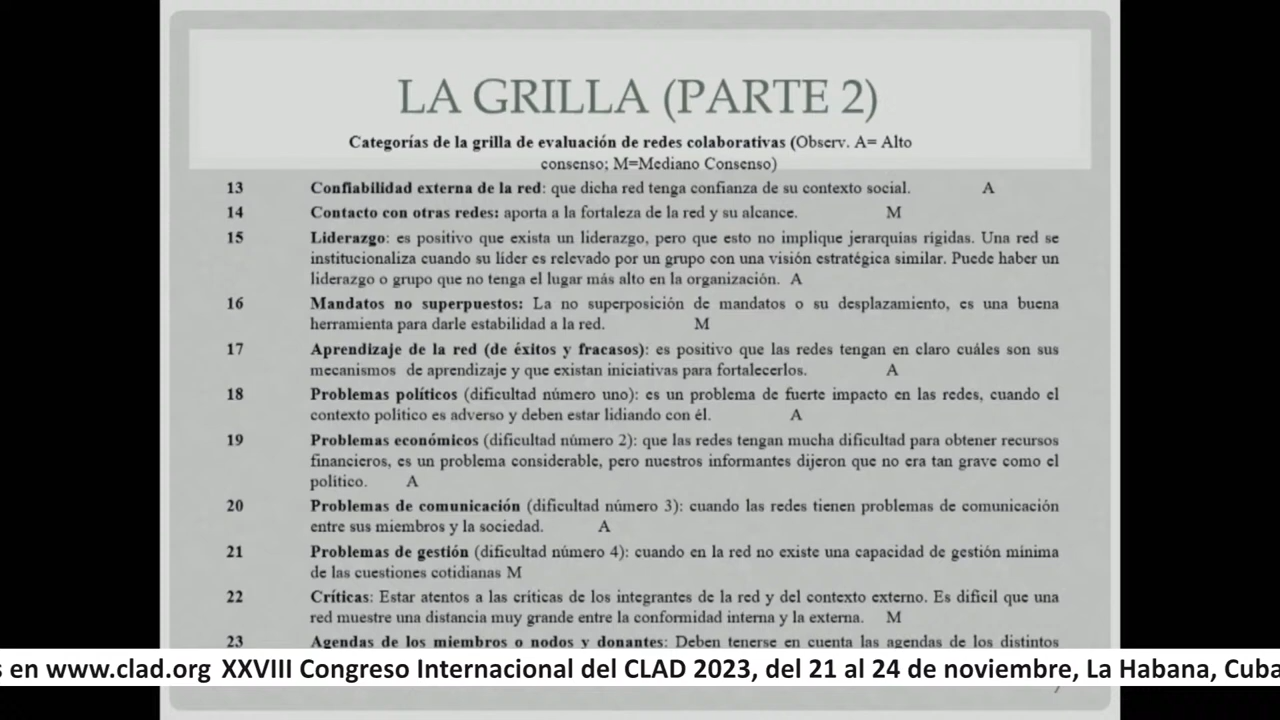 LA GRILLA (PARTE 2)
Categorías de la grilla de evaluación de redes colaborativas (Observ. A= Alto
consenso; M=Mediano Consenso)
13 Confiabilidad externa de la red: que dicha red tenga confianza de su contexto social. A
14 Contacto con otras redes: aporta a la fortaleza de la red y su alcance. M
15 Liderazgo: es positivo que exista un liderazgo, pero que esto no implique jerarquías rígidas. Una red se
institucionaliza cuando su líder es relevado por un grupo con una visión estratégica similar. Puede haber un
liderazgo o grupo que no tenga el lugar más alto en la organización. A
16 Mandatos no superpuestos: La no superposición de mandatos o su desplazamiento, es una buena
herramienta para darle estabilidad a la red. M
17 Aprendizaje de la red (de éxitos y fracasos): es positivo que las redes tengan en claro cuáles son sus
mecanismos de aprendizaje y que existan iniciativas para fortalecerlos. A
18 Problemas políticos (dificultad número uno): es un problema de fuerte impacto en las redes, cuando el
contexto político es adverso y deben estar lidiando con él. A
19 Problemas económicos (dificultad número 2): que las redes tengan mucha dificultad para obtener recursos
financieros, es un problema considerable, pero nuestros informantes dijeron que no era tan grave como el
político. A
20 Problemas de comunicación (dificultad número 3): cuando las redes tienen problemas de comunicación
entre sus miembros y la sociedad. A
21 Problemas de gestión (dificultad número 4): cuando en la red no existe una capacidad de gestión mínima
de las cuestiones cotidianas M
22 Críticas: Estar atentos a las críticas de los integrantes de la red y del contexto externo. Es difícil que una
red muestre una distancia muy grande entre la conformidad interna y la externa. M
23 Agendas de los miembros o nodos y donantes: Deben tenerse en cuenta las agendas de los distintos
s en www.clad.org XXVIII Congreso Internacional del CLAD 2023, del 21 al 24 de noviembre, La Habana, Cuba